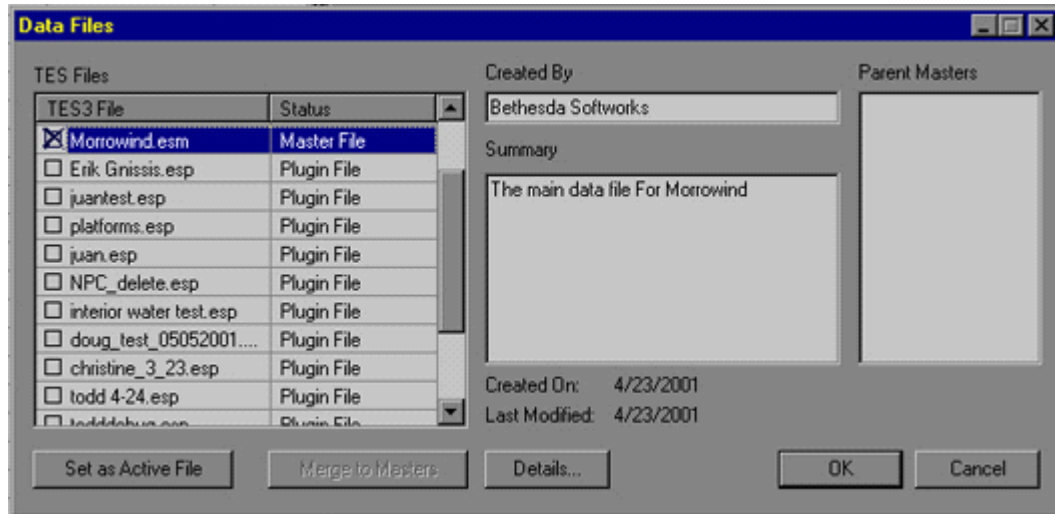 Data Files
TES Files
TES3 File Status
Morrowind.esm Master File
Erik Gnissis.esp Plugin File
juantest.esp Plugin File
platforms.esp Plugin File
juan.esp Plugin File
NPC_delete.esp Plugin File
interior water test.esp Plugin File
doug_test_05052001.... Plugin File
christine_3_23.esp Plugin File
todd 4-24.esp Plugin File
todddebug.esp Plugin File
Created By
Bethesda Softworks
Summary
The main data file For Morrowind
Created On: 4/23/2001
Last Modified: 4/23/2001
Parent Masters
Set as Active File
Merge to Masters
Details...
OK
Cancel